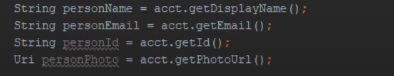 String personName = acct.getDisplayName();
String personEmail = acct.getEmail();
String personId = acct.getId();
Uri personPhoto = acct.getPhotoUrl();